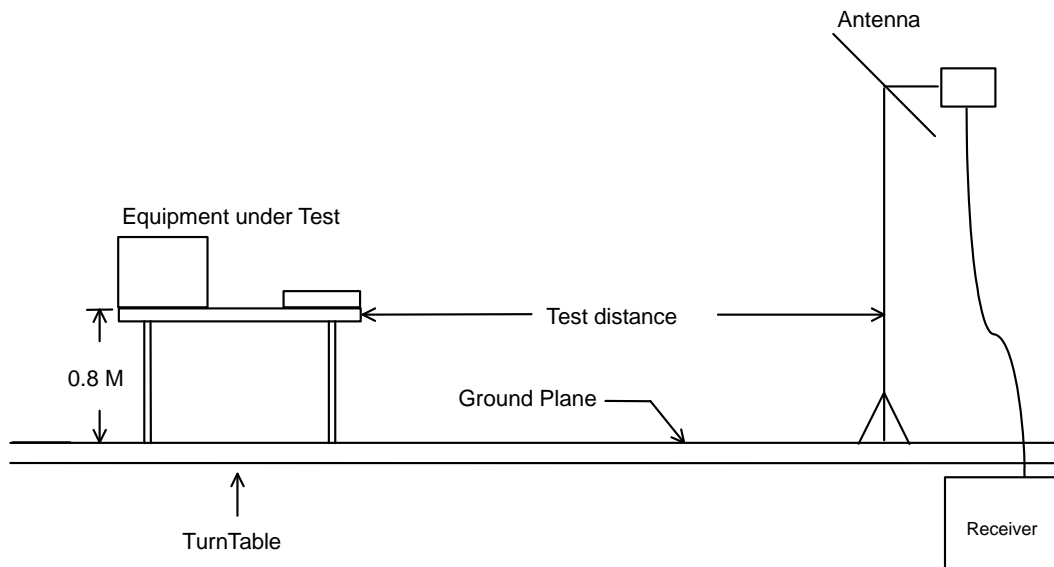 Antenna
Equipment under Test
Test distance
0.8 M
Ground Plane
TurnTable
Receiver